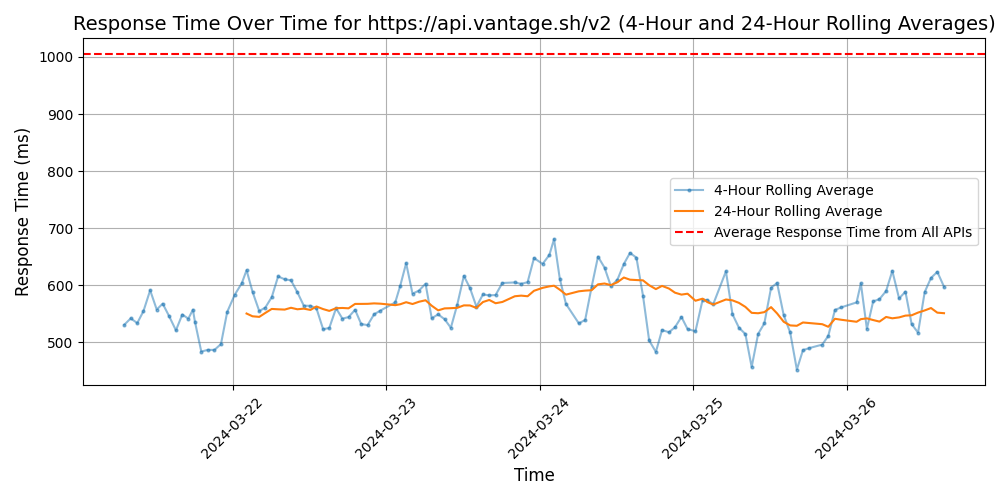 Response Time Over Time for https://api.vantage.sh/v2 (4-Hour and 24-Hour Rolling Averages)
Response Time (ms)
1000
900
800
700
600
500
4-Hour Rolling Average
24-Hour Rolling Average
Average Response Time from All APIs
2024-03-22
2024-03-23
2024-03-24
2024-03-25
2024-03-26
Time